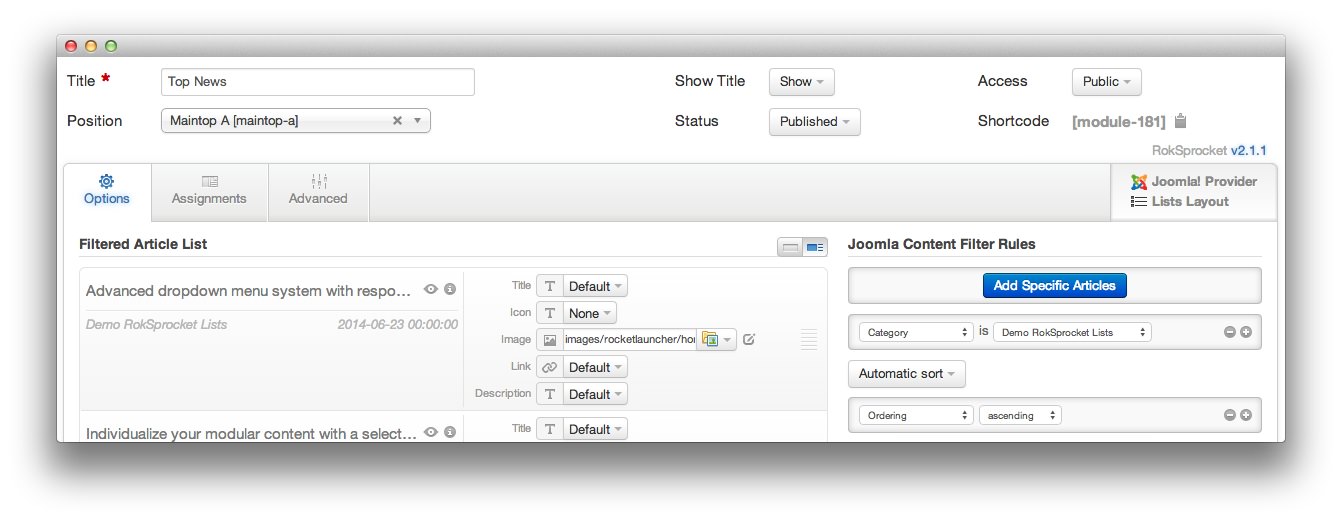 Title * Top News Show Title Show Access Public
Position Maintop A [maintop-a] Status Published Shortcode [module-181]
RokSprocket v2.1.1
Options Assignments Advanced
Joomla! Provider
Lists Layout
Filtered Article List
Advanced dropdown menu system with respo...
Demo RokSprocket Lists 2014-06-23 00:00:00
Title Default
Icon None
Image images/rocketlauncher/ho
Link Default
Description Default
Individualize your modular content with a select...
Title Default
Joomla Content Filter Rules
Add Specific Articles
Category is Demo RokSprocket Lists
Automatic sort
Ordering ascending